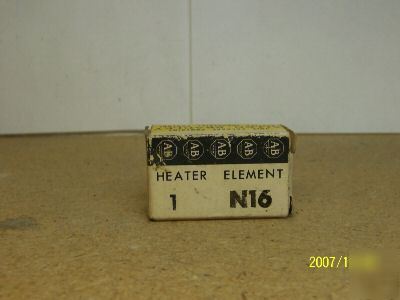 AB AB AB AB AB
HEATER ELEMENT
1 N16
2007/1